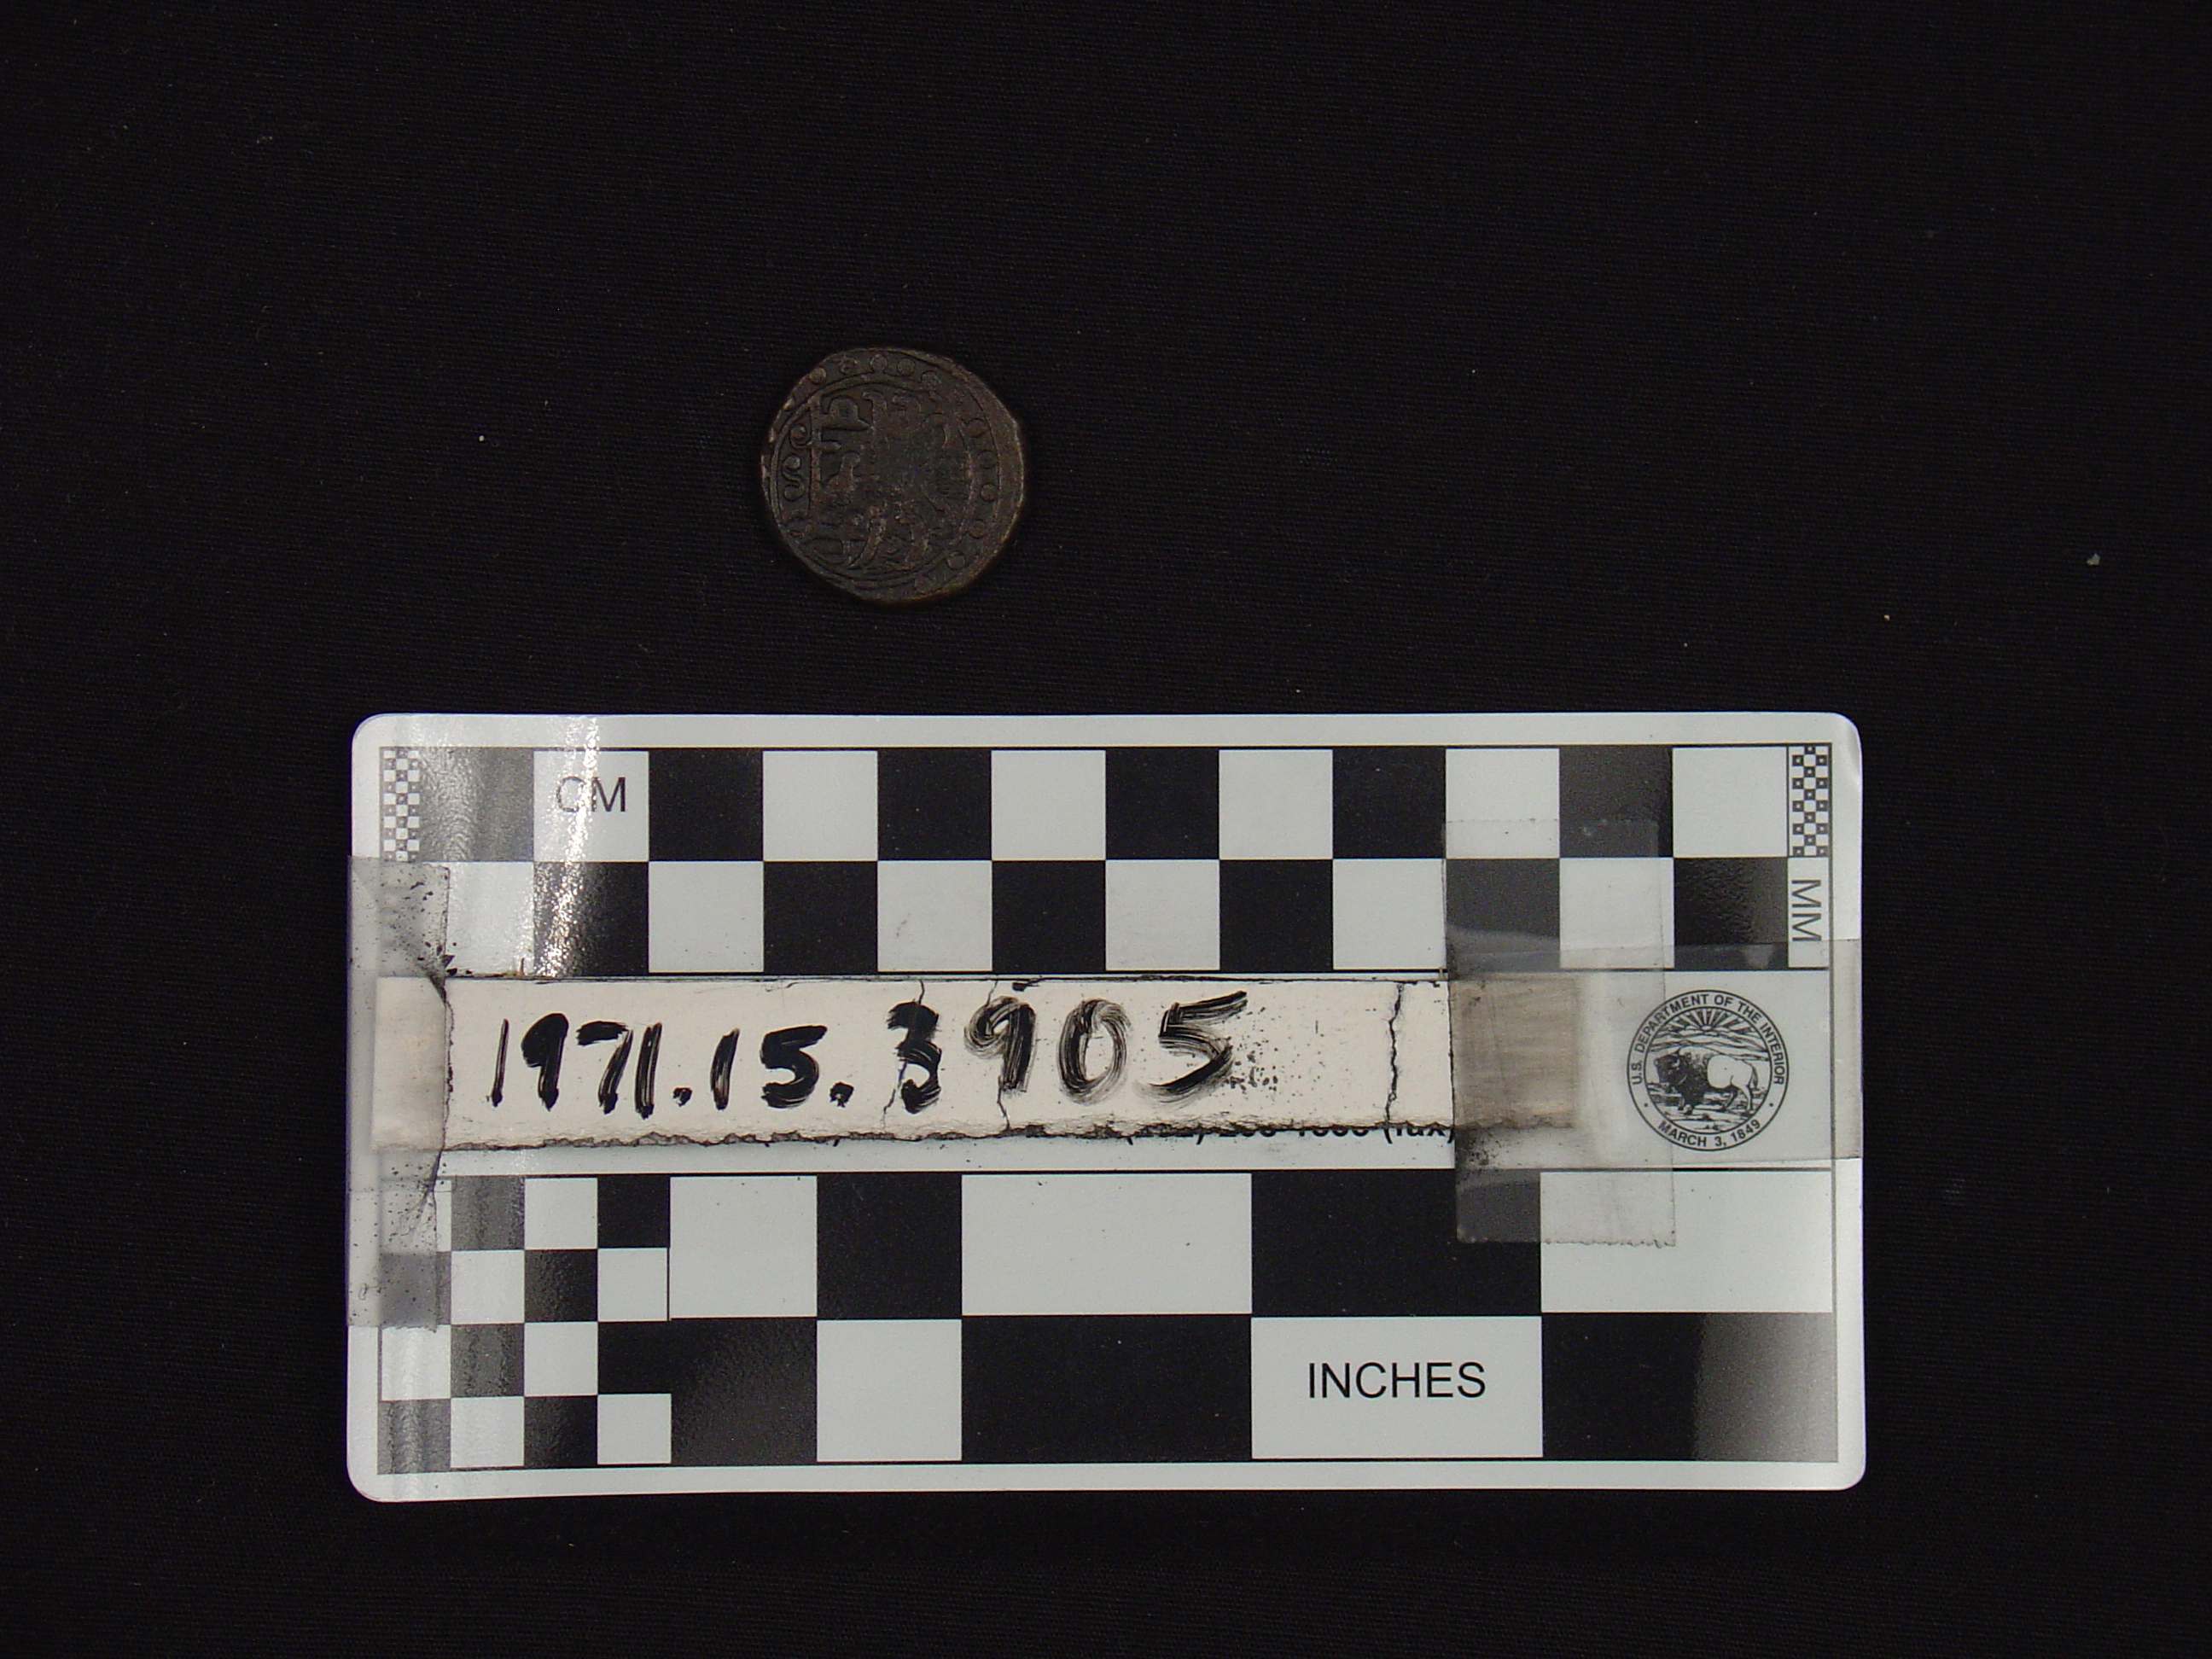 CM
MM
1971.15.3905
U.S. DEPARTMENT OF THE INTERIOR
MARCH 3, 1849
INCHES